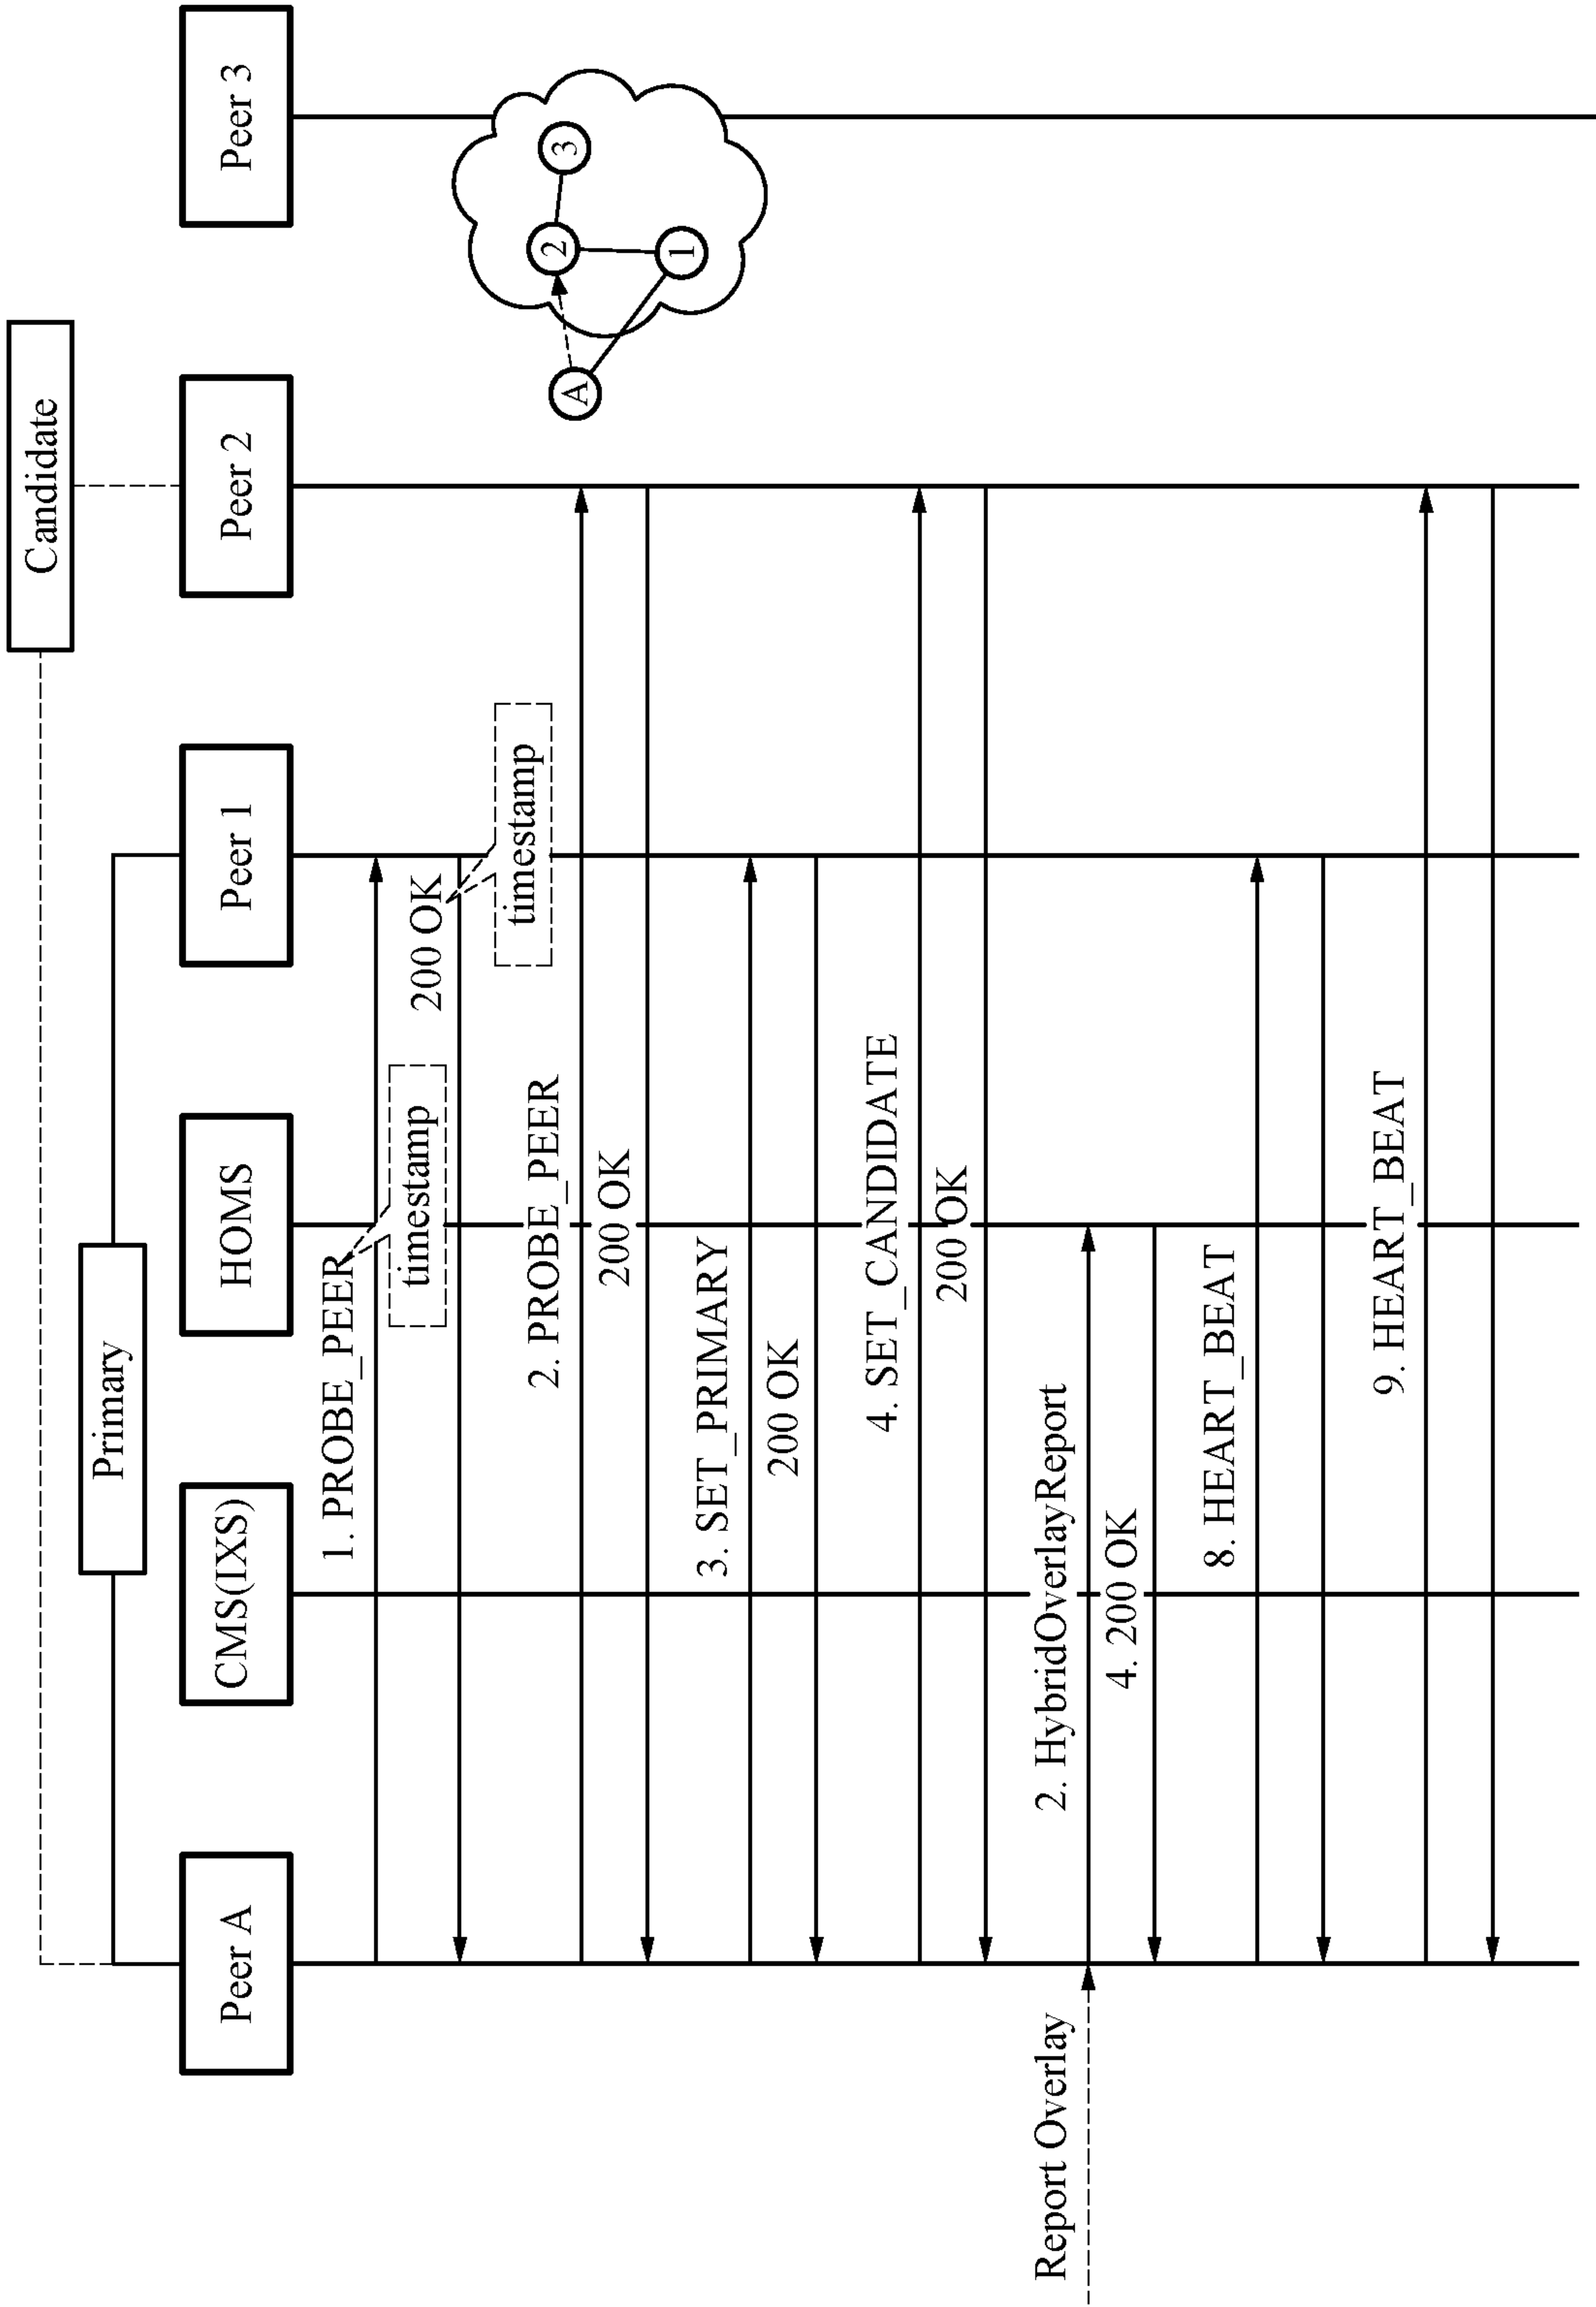 Candidate
Primary
Peer A
CMS(IXS)
HOMS
Peer 1
Peer 2
Peer 3
1. PROBE_PEER
timestamp
200 OK
timestamp
2. PROBE_PEER
200 OK
3. SET_PRIMARY
200 OK
4. SET_CANDIDATE
200 OK
Report Overlay
2. HybridOverlayReport
4. 200 OK
8. HEART_BEAT
9. HEART_BEAT
A
2
3
1